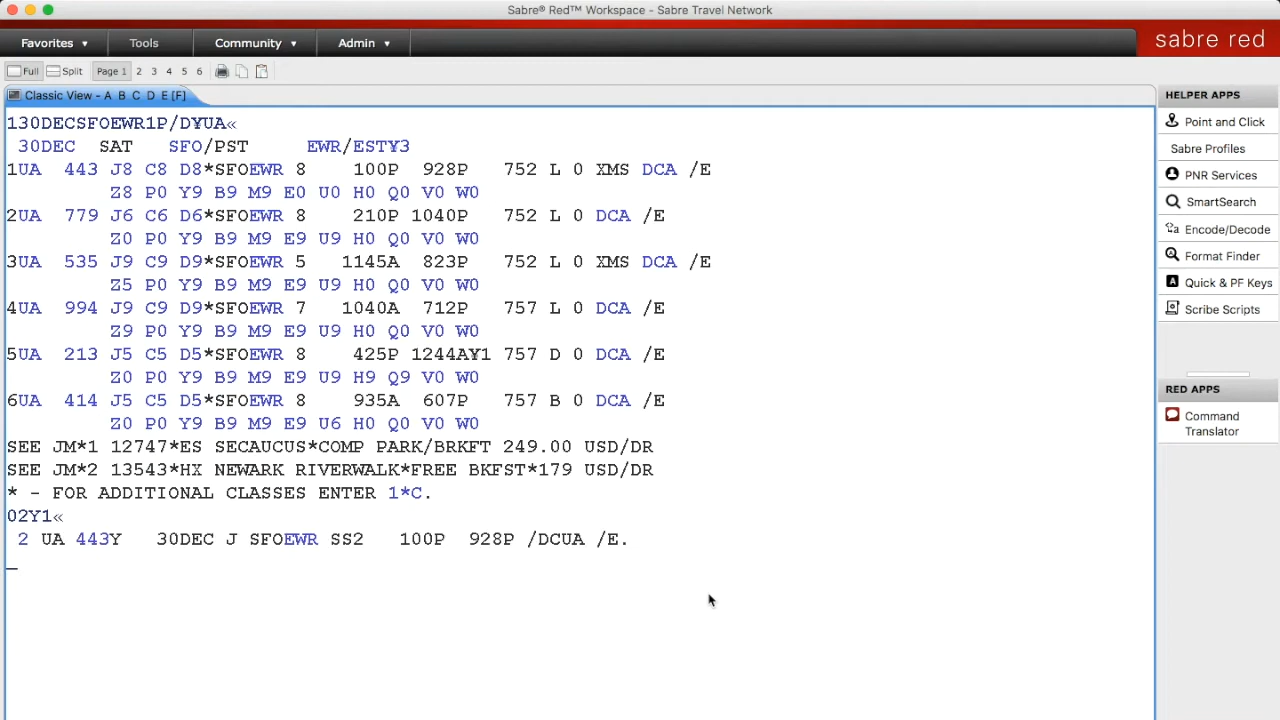 Sabre® Red™ Workspace - Sabre Travel Network
Favorites Tools Community Admin
sabre red
Full Split Page 1 2 3 4 5 6
Classic View - A B C D E [F]
130DECSFOEWR1P/D¥UA«
30DEC SAT SFO/PST EWR/EST¥3
1UA 443 J8 C8 D8*SFOEWR 8 100P 928P 752 L 0 XMS DCA /E
Z8 P0 Y9 B9 M9 E0 U0 H0 Q0 V0 W0
2UA 779 J6 C6 D6*SFOEWR 8 210P 1040P 752 L 0 DCA /E
Z0 P0 Y9 B9 M9 E9 U9 H0 Q0 V0 W0
3UA 535 J9 C9 D9*SFOEWR 5 1145A 823P 752 L 0 XMS DCA /E
Z5 P0 Y9 B9 M9 E9 U9 H0 Q0 V0 W0
4UA 994 J9 C9 D9*SFOEWR 7 1040A 712P 757 L 0 DCA /E
Z9 P0 Y9 B9 M9 E9 U9 H0 Q0 V0 W0
5UA 213 J5 C5 D5*SFOEWR 8 425P 1244A¥1 757 D 0 DCA /E
Z0 P0 Y9 B9 M9 E9 U9 H9 Q9 V0 W0
6UA 414 J5 C5 D5*SFOEWR 8 935A 607P 757 B 0 DCA /E
Z0 P0 Y9 B9 M9 E9 U6 H0 Q0 V0 W0
SEE JM*1 12747*ES SECAUCUS*COMP PARK/BRKFT 249.00 USD/DR
SEE JM*2 13543*HX NEWARK RIVERWALK*FREE BKFST*179 USD/DR
* - FOR ADDITIONAL CLASSES ENTER 1*C.
02Y1«
2 UA 443Y 30DEC J SFOEWR SS2 100P 928P /DCUA /E.
HELPER APPS
Point and Click
Sabre Profiles
PNR Services
SmartSearch
Encode/Decode
Format Finder
Quick & PF Keys
Scribe Scripts
RED APPS
Command
Translator